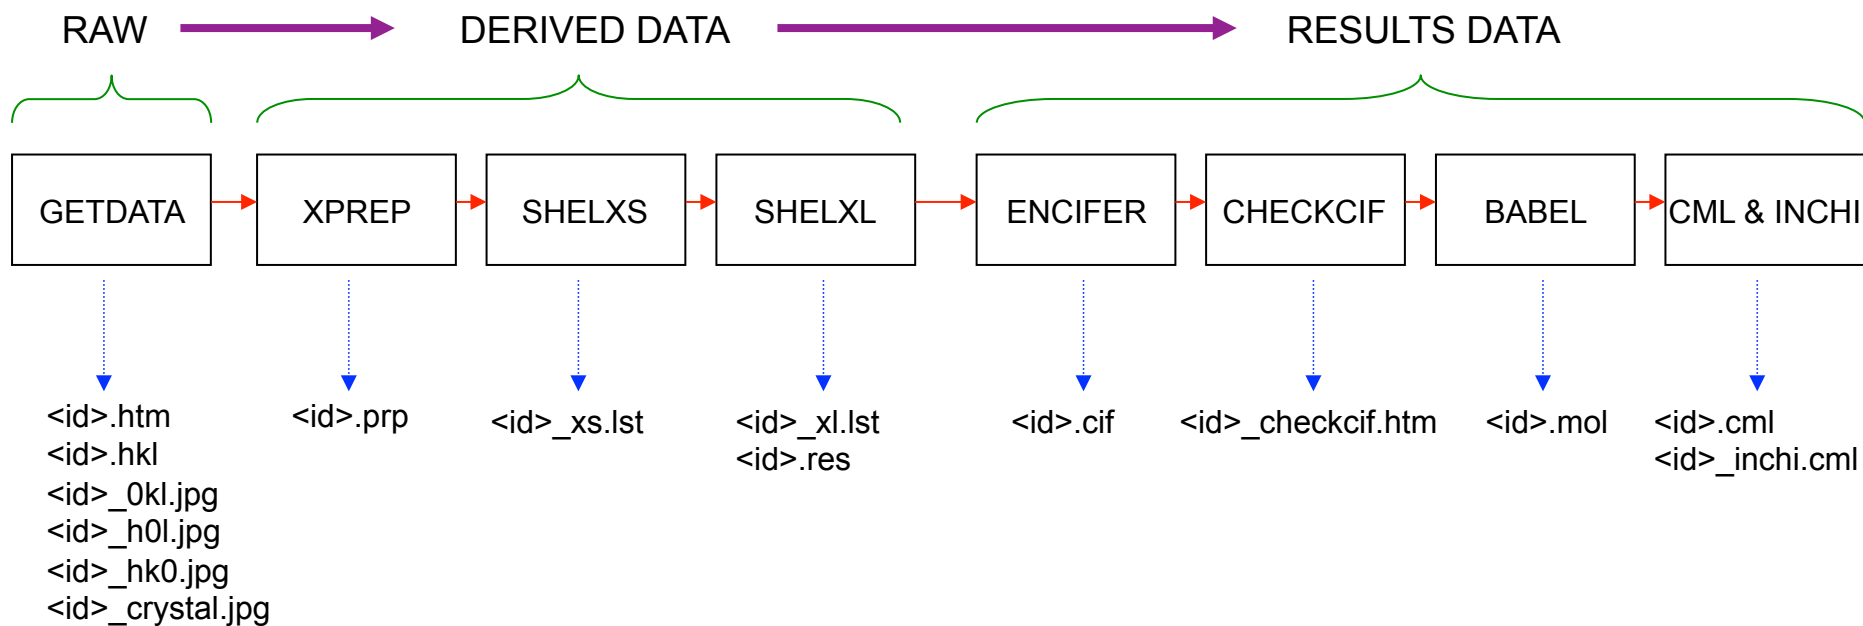 RAW
DERIVED DATA
RESULTS DATA
GETDATA
XPREP
SHELXS
SHELXL
ENCIFER
CHECKCIF
BABEL
CML & INCHI
<id>.htm
<id>.hkl
<id>_0kl.jpg
<id>_h0l.jpg
<id>_hk0.jpg
<id>_crystal.jpg
<id>.prp
<id>_xs.lst
<id>_xl.lst
<id>.res
<id>.cif
<id>_checkcif.htm
<id>.mol
<id>.cml
<id>_inchi.cml